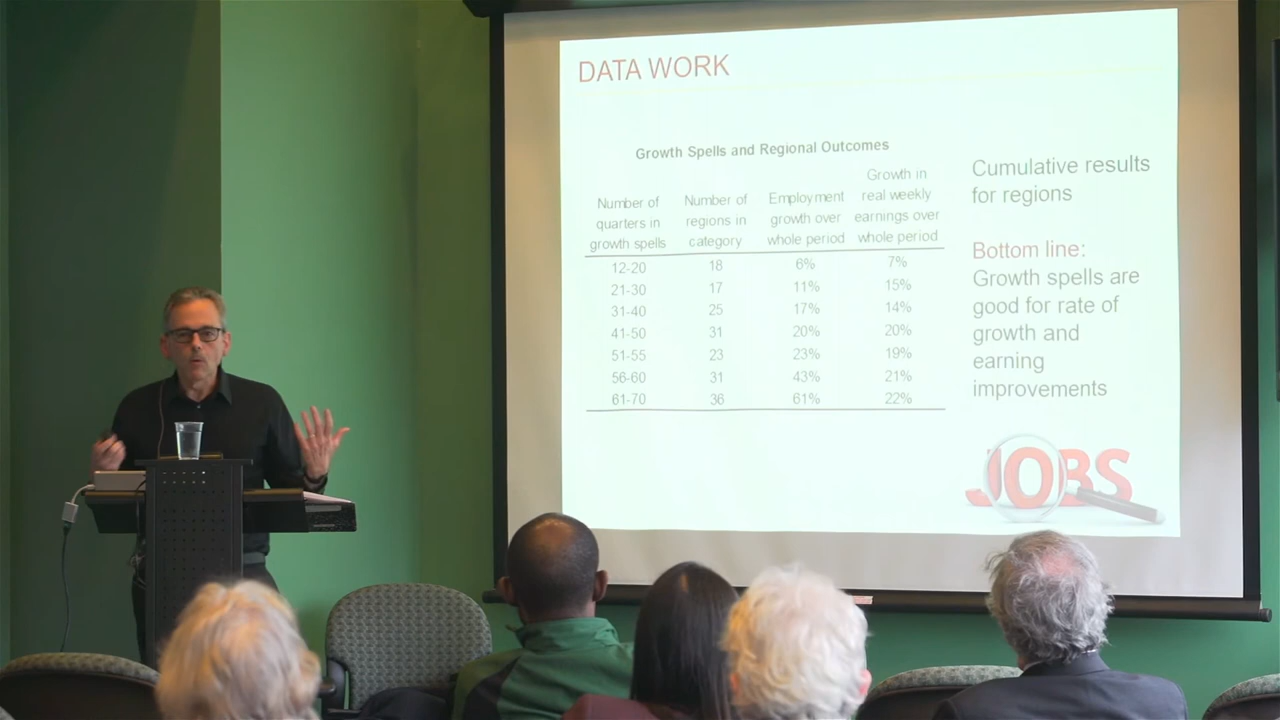 DATA WORK
Growth Spells and Regional Outcomes
Number of quarters in growth spells Number of regions in category Employment growth over whole period Growth in real weekly earnings over whole period
12-20 18 6% 7%
21-30 17 11% 15%
31-40 25 17% 14%
41-50 31 20% 20%
51-55 23 23% 19%
56-60 31 43% 21%
61-70 36 61% 22%
Cumulative results
for regions
Bottom line:
Growth spells are
good for rate of
growth and
earning
improvements
JOBS